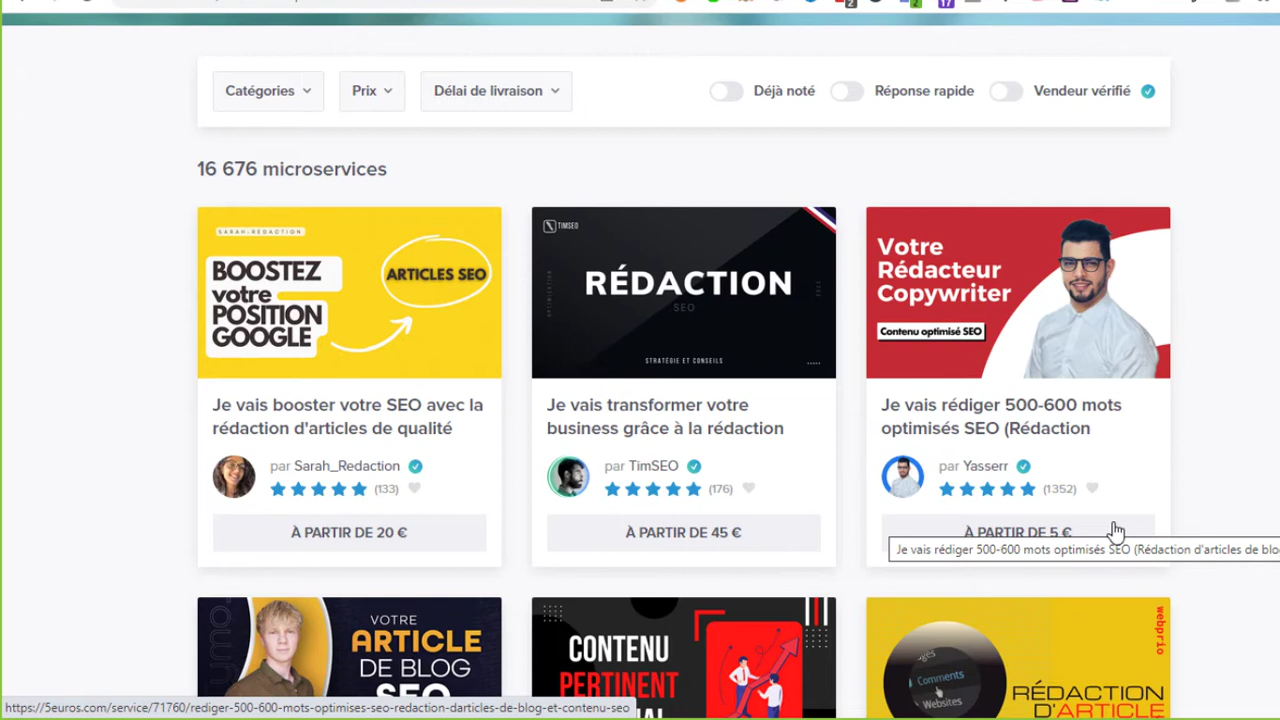 2
2
17
Catégories
Prix
Délai de livraison
Déjà noté
Réponse rapide
Vendeur vérifié
16 676 microservices
SARAH-REDACTION
BOOSTEZ
votre
POSITION
GOOGLE
ARTICLES SEO
TIMSEO
OPTIMISATION
RÉDACTION
SEO
STRATÉGIE ET CONSEILS
Votre
Rédacteur
Copywriter
Contenu optimisé SEO
Je vais booster votre SEO avec la
rédaction d'articles de qualité
par Sarah_Redaction
(133)
À PARTIR DE 20 €
Je vais transformer votre
business grâce à la rédaction
par TimSEO
(176)
À PARTIR DE 45 €
Je vais rédiger 500-600 mots
optimisés SEO (Rédaction
par Yasserr
(1352)
À PARTIR DE 5 €
Je vais rédiger 500-600 mots optimisés SEO (Rédaction d'articles de blo
VOTRE
ARTICLE
DE BLOG
SEO
CONTENU
PERTINENT
Comments
Websites
webprio
RÉDACTION
D'ARTICLE
https://5euros.com/service/71760/rediger-500-600-mots-optimises-seo-redaction-darticles-de-blog-et-contenu-seo